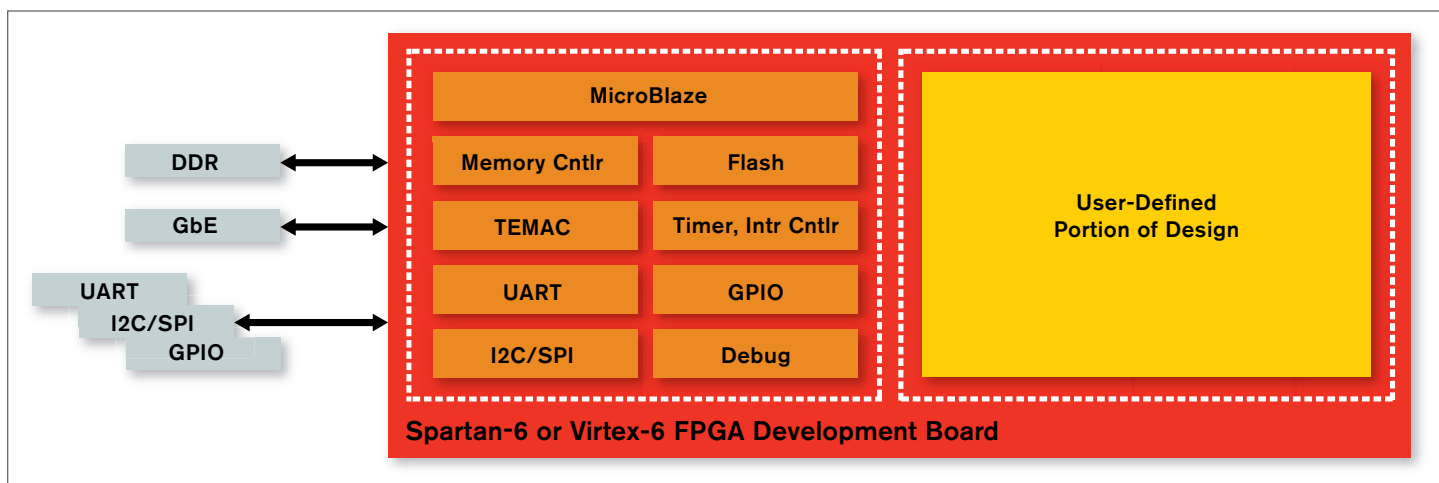 MicroBlaze
DDR
Memory Cntlr
Flash
GbE
TEMAC
Timer, Intr Cntlr
User-Defined
Portion of Design
UART
I2C/SPI
GPIO
UART
GPIO
I2C/SPI
Debug
Spartan-6 or Virtex-6 FPGA Development Board